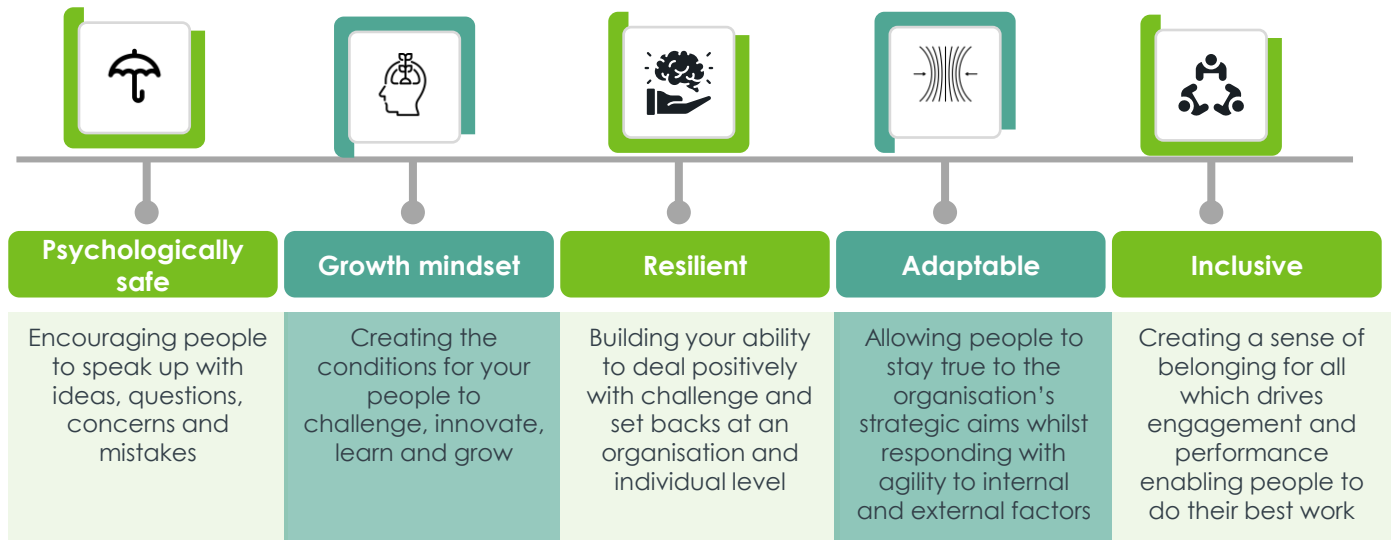 Psychologically
safe
Growth mindset
Resilient
Adaptable
Inclusive
Encouraging people
to speak up with
ideas, questions,
concerns and
mistakes
Creating the
conditions for your
people to
challenge, innovate,
learn and grow
Building your ability
to deal positively
with challenge and
set backs at an
organisation and
individual level
Allowing people to
stay true to the
organisation’s
strategic aims whilst
responding with
agility to internal
and external factors
Creating a sense of
belonging for all
which drives
engagement and
performance
enabling people to
do their best work